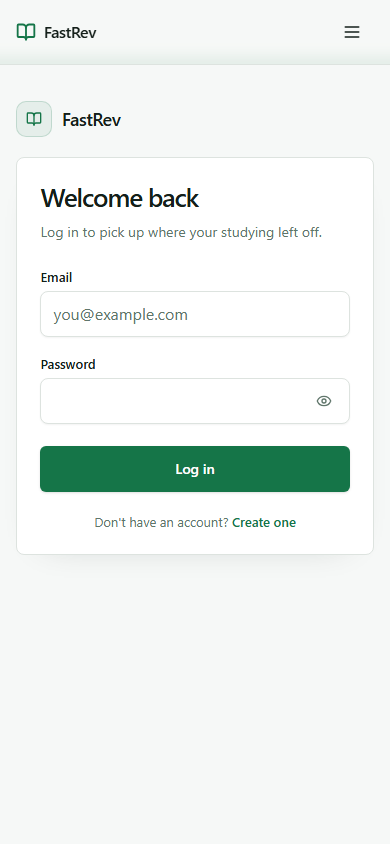 FastRev
FastRev
Welcome back
Log in to pick up where your studying left off.
Email
you@example.com
Password
Log in
Don't have an account? Create one